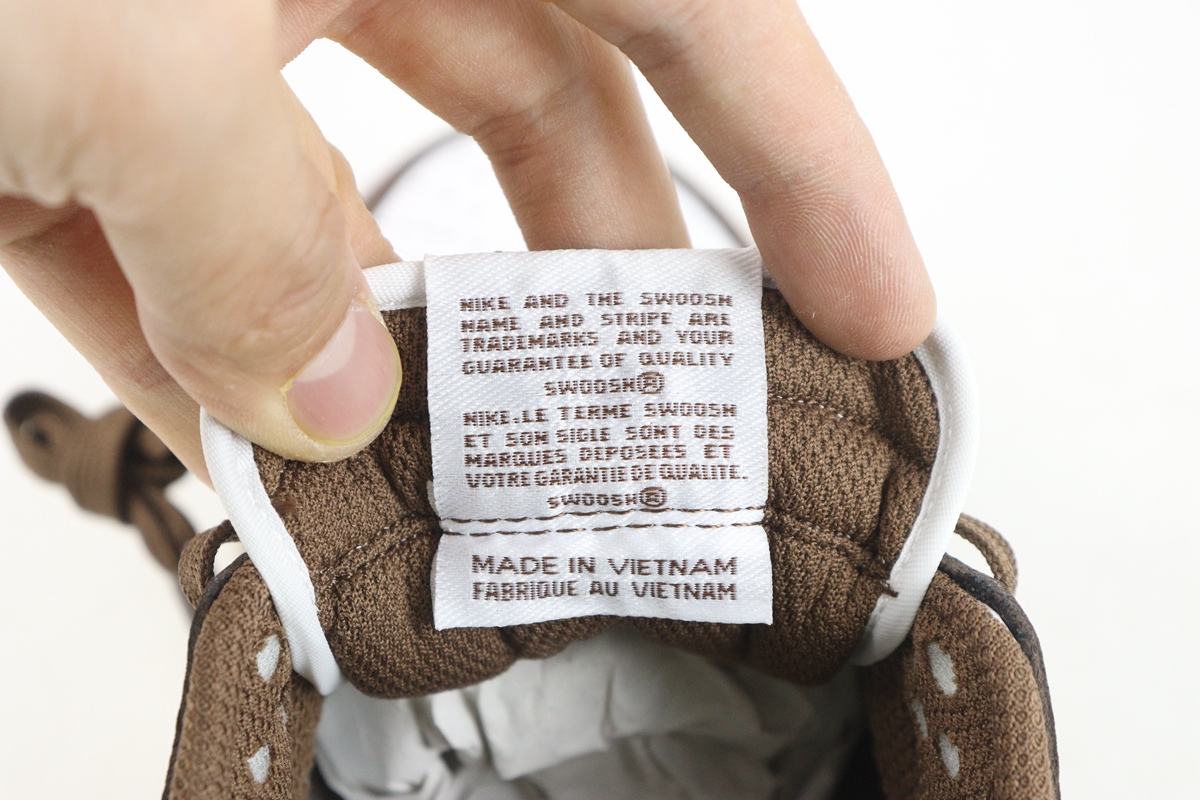 NIKE AND THE SWOOSH
NAME AND STRIPE ARE
TRADEMARKS AND YOUR
GUARANTEE OF QUALITY
SWOOSH®
NIKE.LE TERME SWOOSH
ET SON SIGLE SONT DES
MARQUES DEPOSEES ET
VOTRE GARANTIE DE QUALITE.
SWOOSH®
MADE IN VIETNAM
FABRIQUE AU VIETNAM